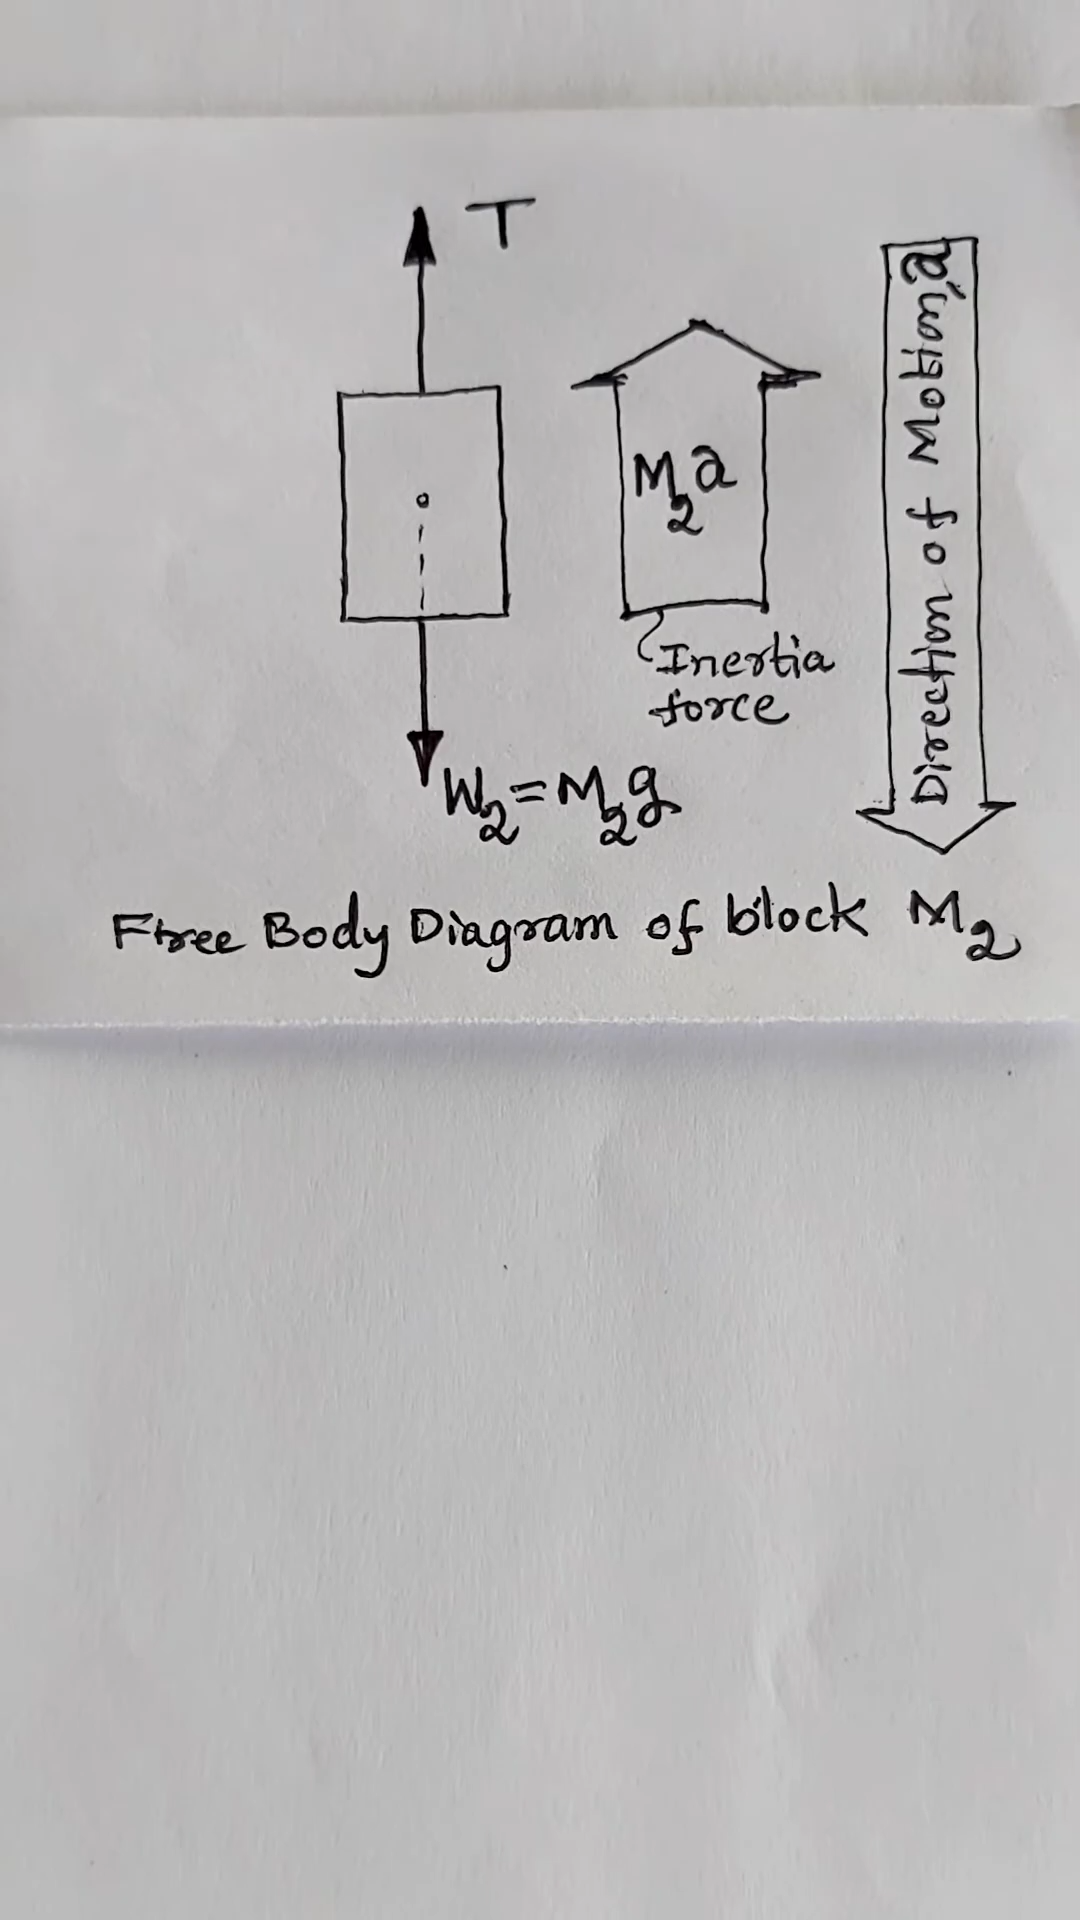 T
M₂a
Inertia
force
Direction of Motion, a
W₂=M₂g
Free Body Diagram of block M₂